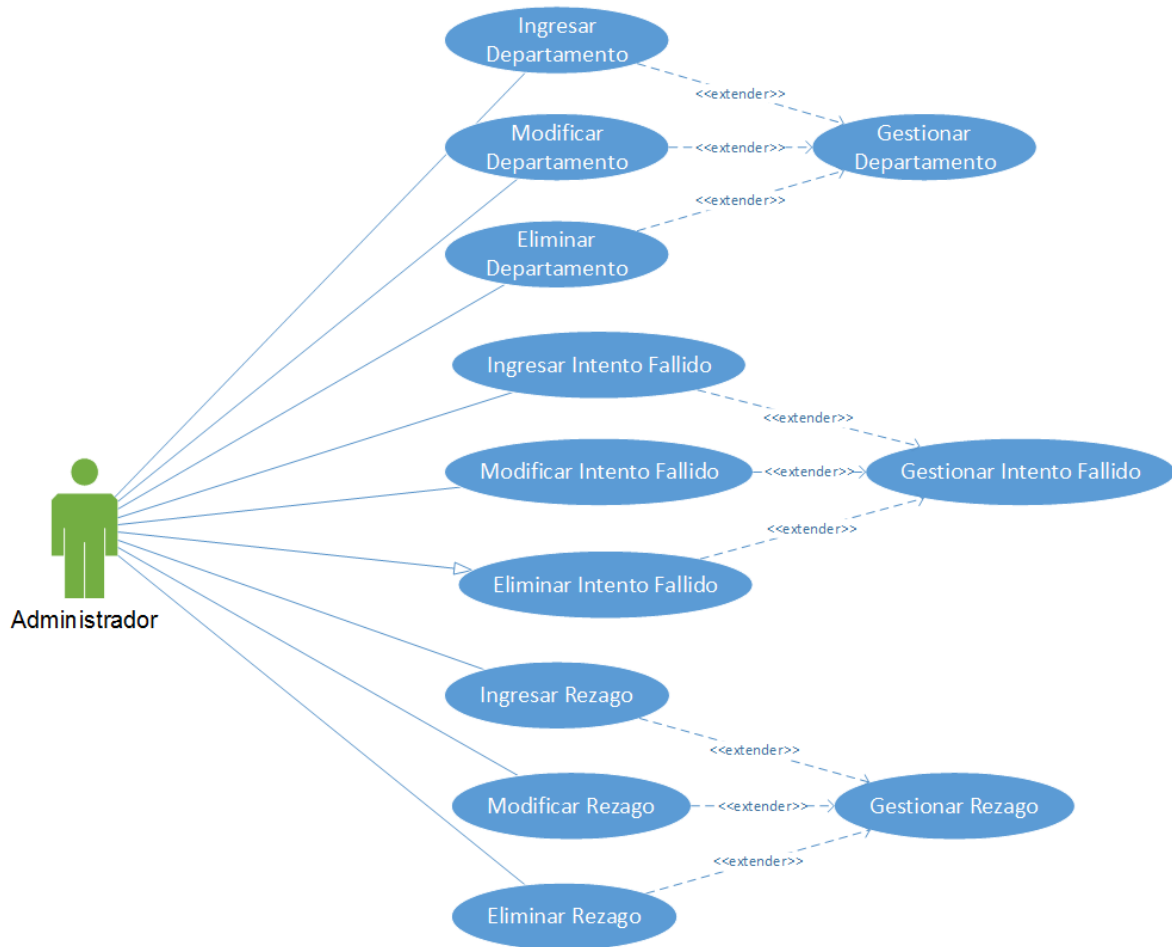 Ingresar
Departamento
<<extender>>
Modificar
Departamento
<<extender>>
Gestionar
Departamento
<<extender>>
Eliminar
Departamento
Ingresar Intento Fallido
<<extender>>
Modificar Intento Fallido
<<extender>>
Gestionar Intento Fallido
<<extender>>
Eliminar Intento Fallido
Administrador
Ingresar Rezago
<<extender>>
Modificar Rezago
<<extender>>
Gestionar Rezago
<<extender>>
Eliminar Rezago